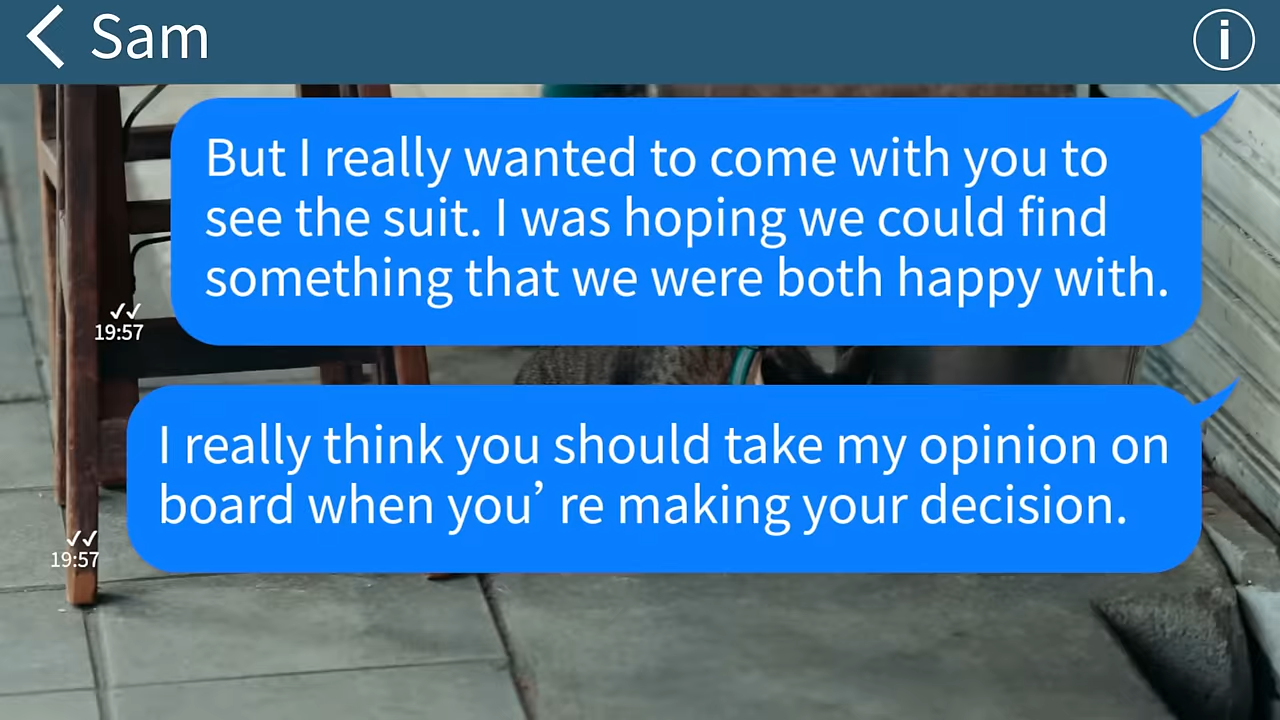 Sam
But I really wanted to come with you to
see the suit. I was hoping we could find
something that we were both happy with.
19:57
I really think you should take my opinion on
board when you’ re making your decision.
19:57